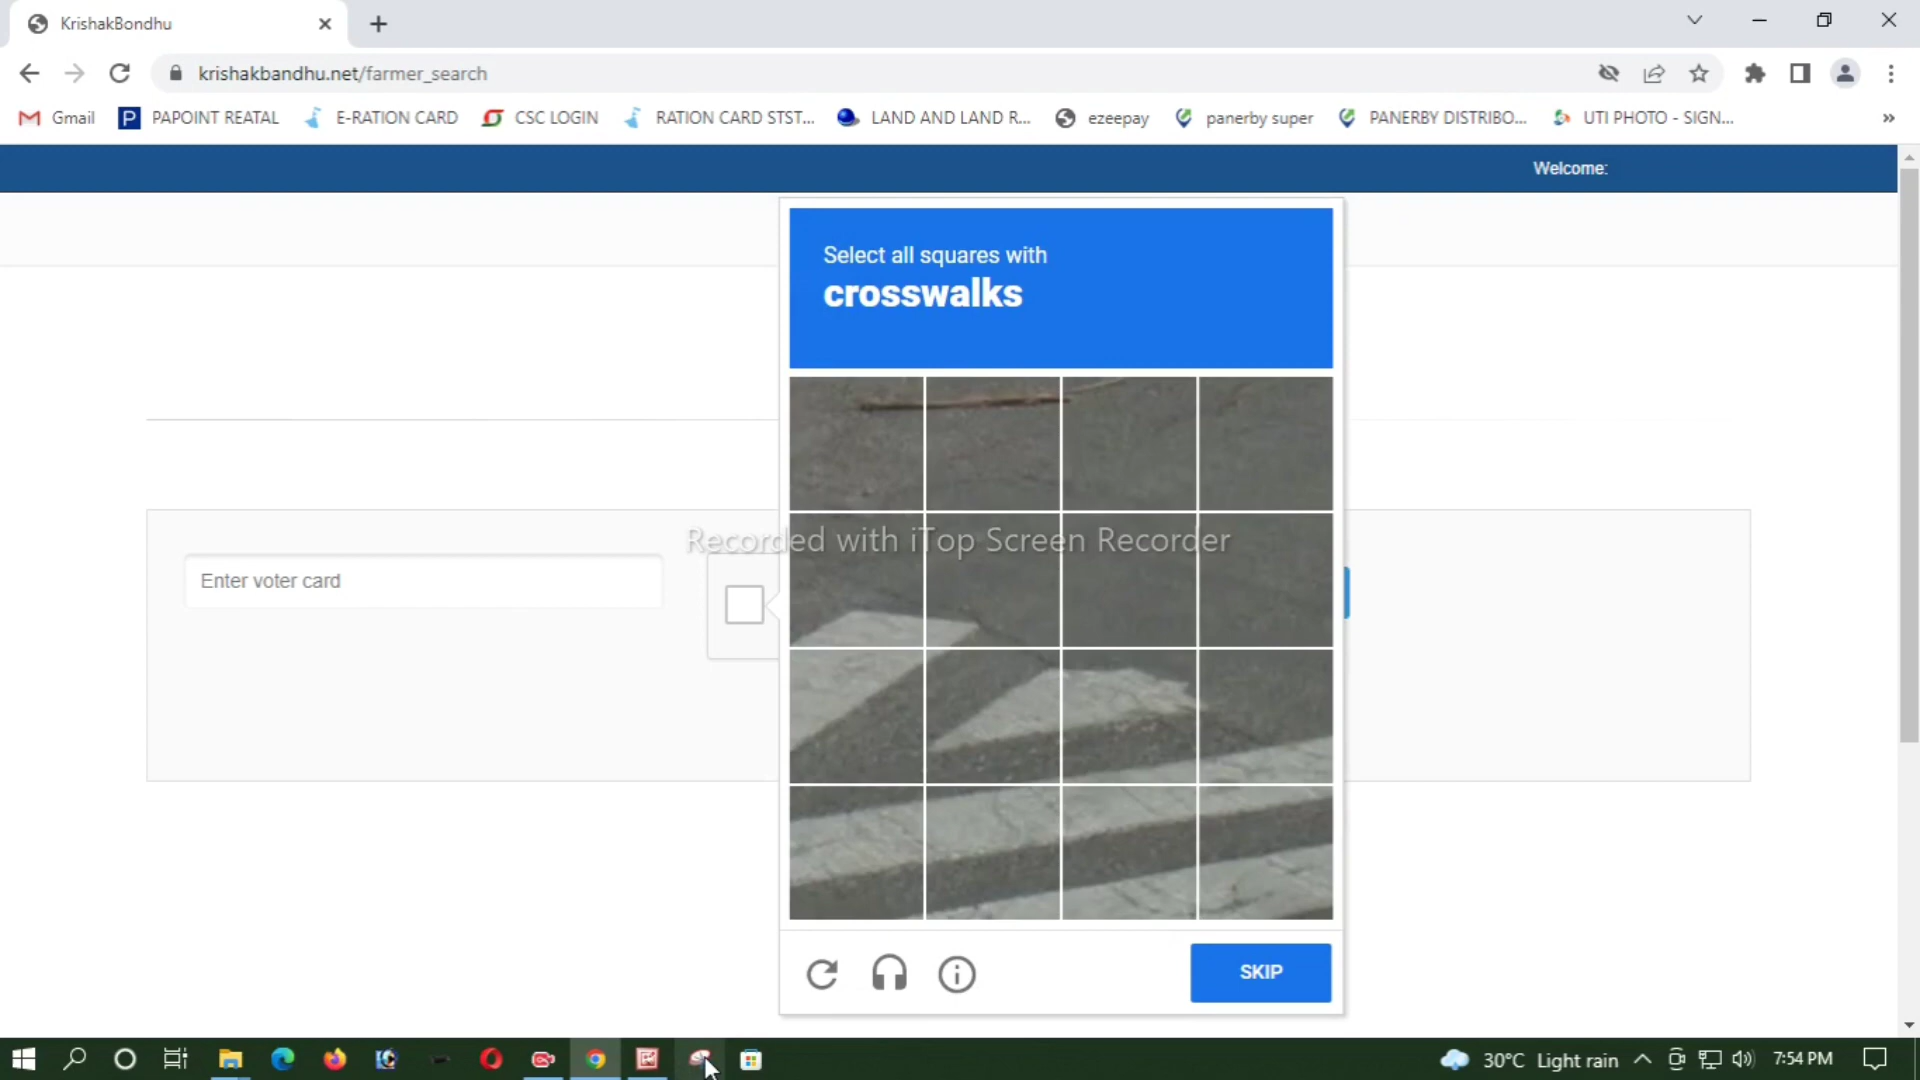 KrishakBondhu
krishakbandhu.net/farmer_search
Gmail PAPOINT REATAL E-RATION CARD CSC LOGIN RATION CARD STST... LAND AND LAND R... ezeepay panerby super PANERBY DISTRIBO... UTI PHOTO - SIGN... »
Welcome:
Select all squares with
crosswalks
Recorded with iTop Screen Recorder
Enter voter card
SKIP
30°C Light rain 7:54 PM